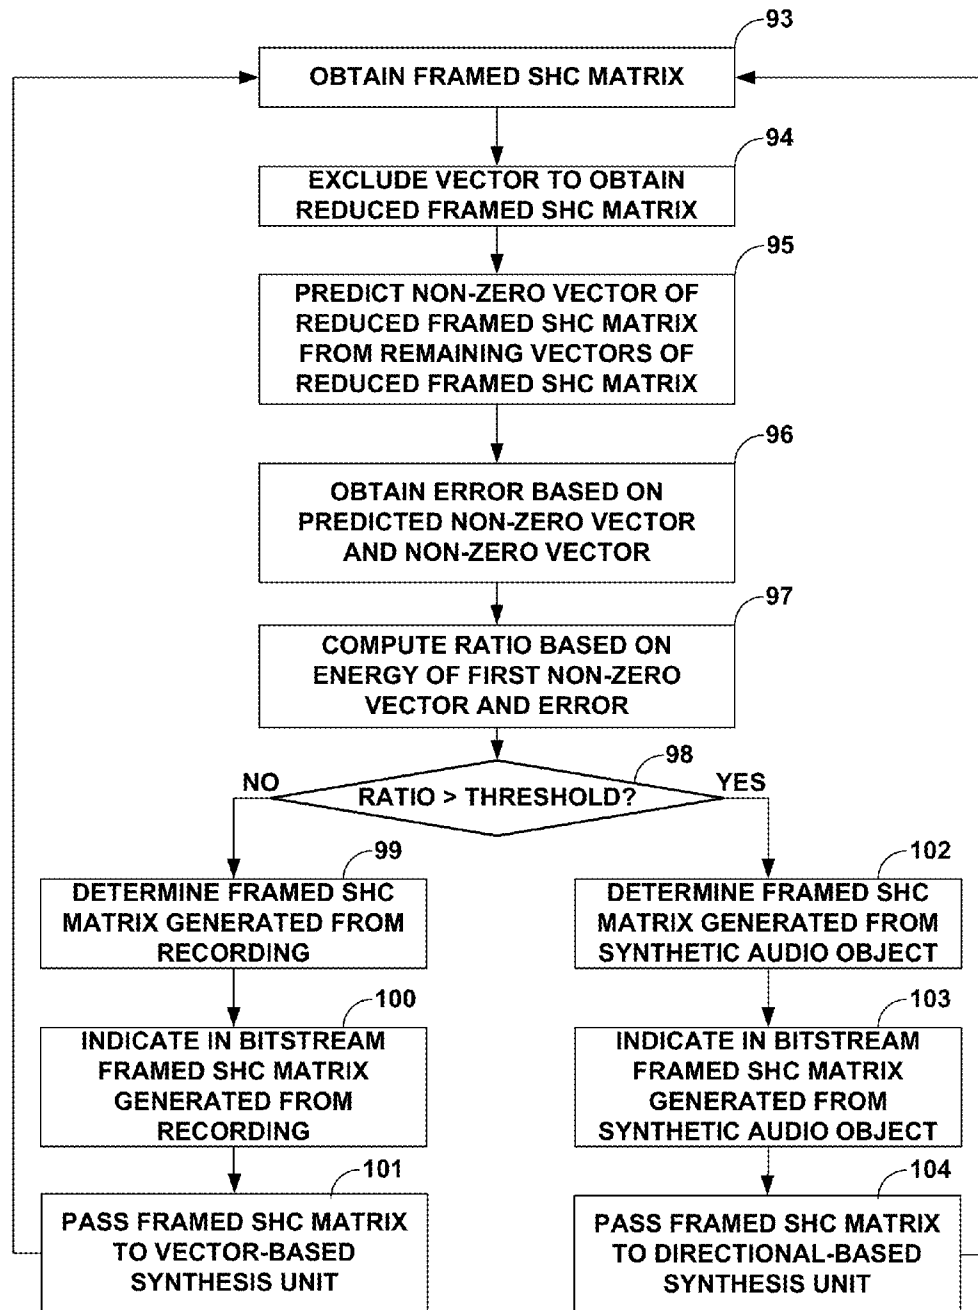 93
OBTAIN FRAMED SHC MATRIX
94
EXCLUDE VECTOR TO OBTAIN
REDUCED FRAMED SHC MATRIX
95
PREDICT NON-ZERO VECTOR OF
REDUCED FRAMED SHC MATRIX
FROM REMAINING VECTORS OF
REDUCED FRAMED SHC MATRIX
96
OBTAIN ERROR BASED ON
PREDICTED NON-ZERO VECTOR
AND NON-ZERO VECTOR
97
COMPUTE RATIO BASED ON
ENERGY OF FIRST NON-ZERO
VECTOR AND ERROR
98
NO
RATIO > THRESHOLD?
YES
99
DETERMINE FRAMED SHC
MATRIX GENERATED FROM
RECORDING
100
INDICATE IN BITSTREAM
FRAMED SHC MATRIX
GENERATED FROM
RECORDING
101
PASS FRAMED SHC MATRIX
TO VECTOR-BASED
SYNTHESIS UNIT
102
DETERMINE FRAMED SHC
MATRIX GENERATED FROM
SYNTHETIC AUDIO OBJECT
103
INDICATE IN BITSTREAM
FRAMED SHC MATRIX
GENERATED FROM
SYNTHETIC AUDIO OBJECT
104
PASS FRAMED SHC MATRIX
TO DIRECTIONAL-BASED
SYNTHESIS UNIT